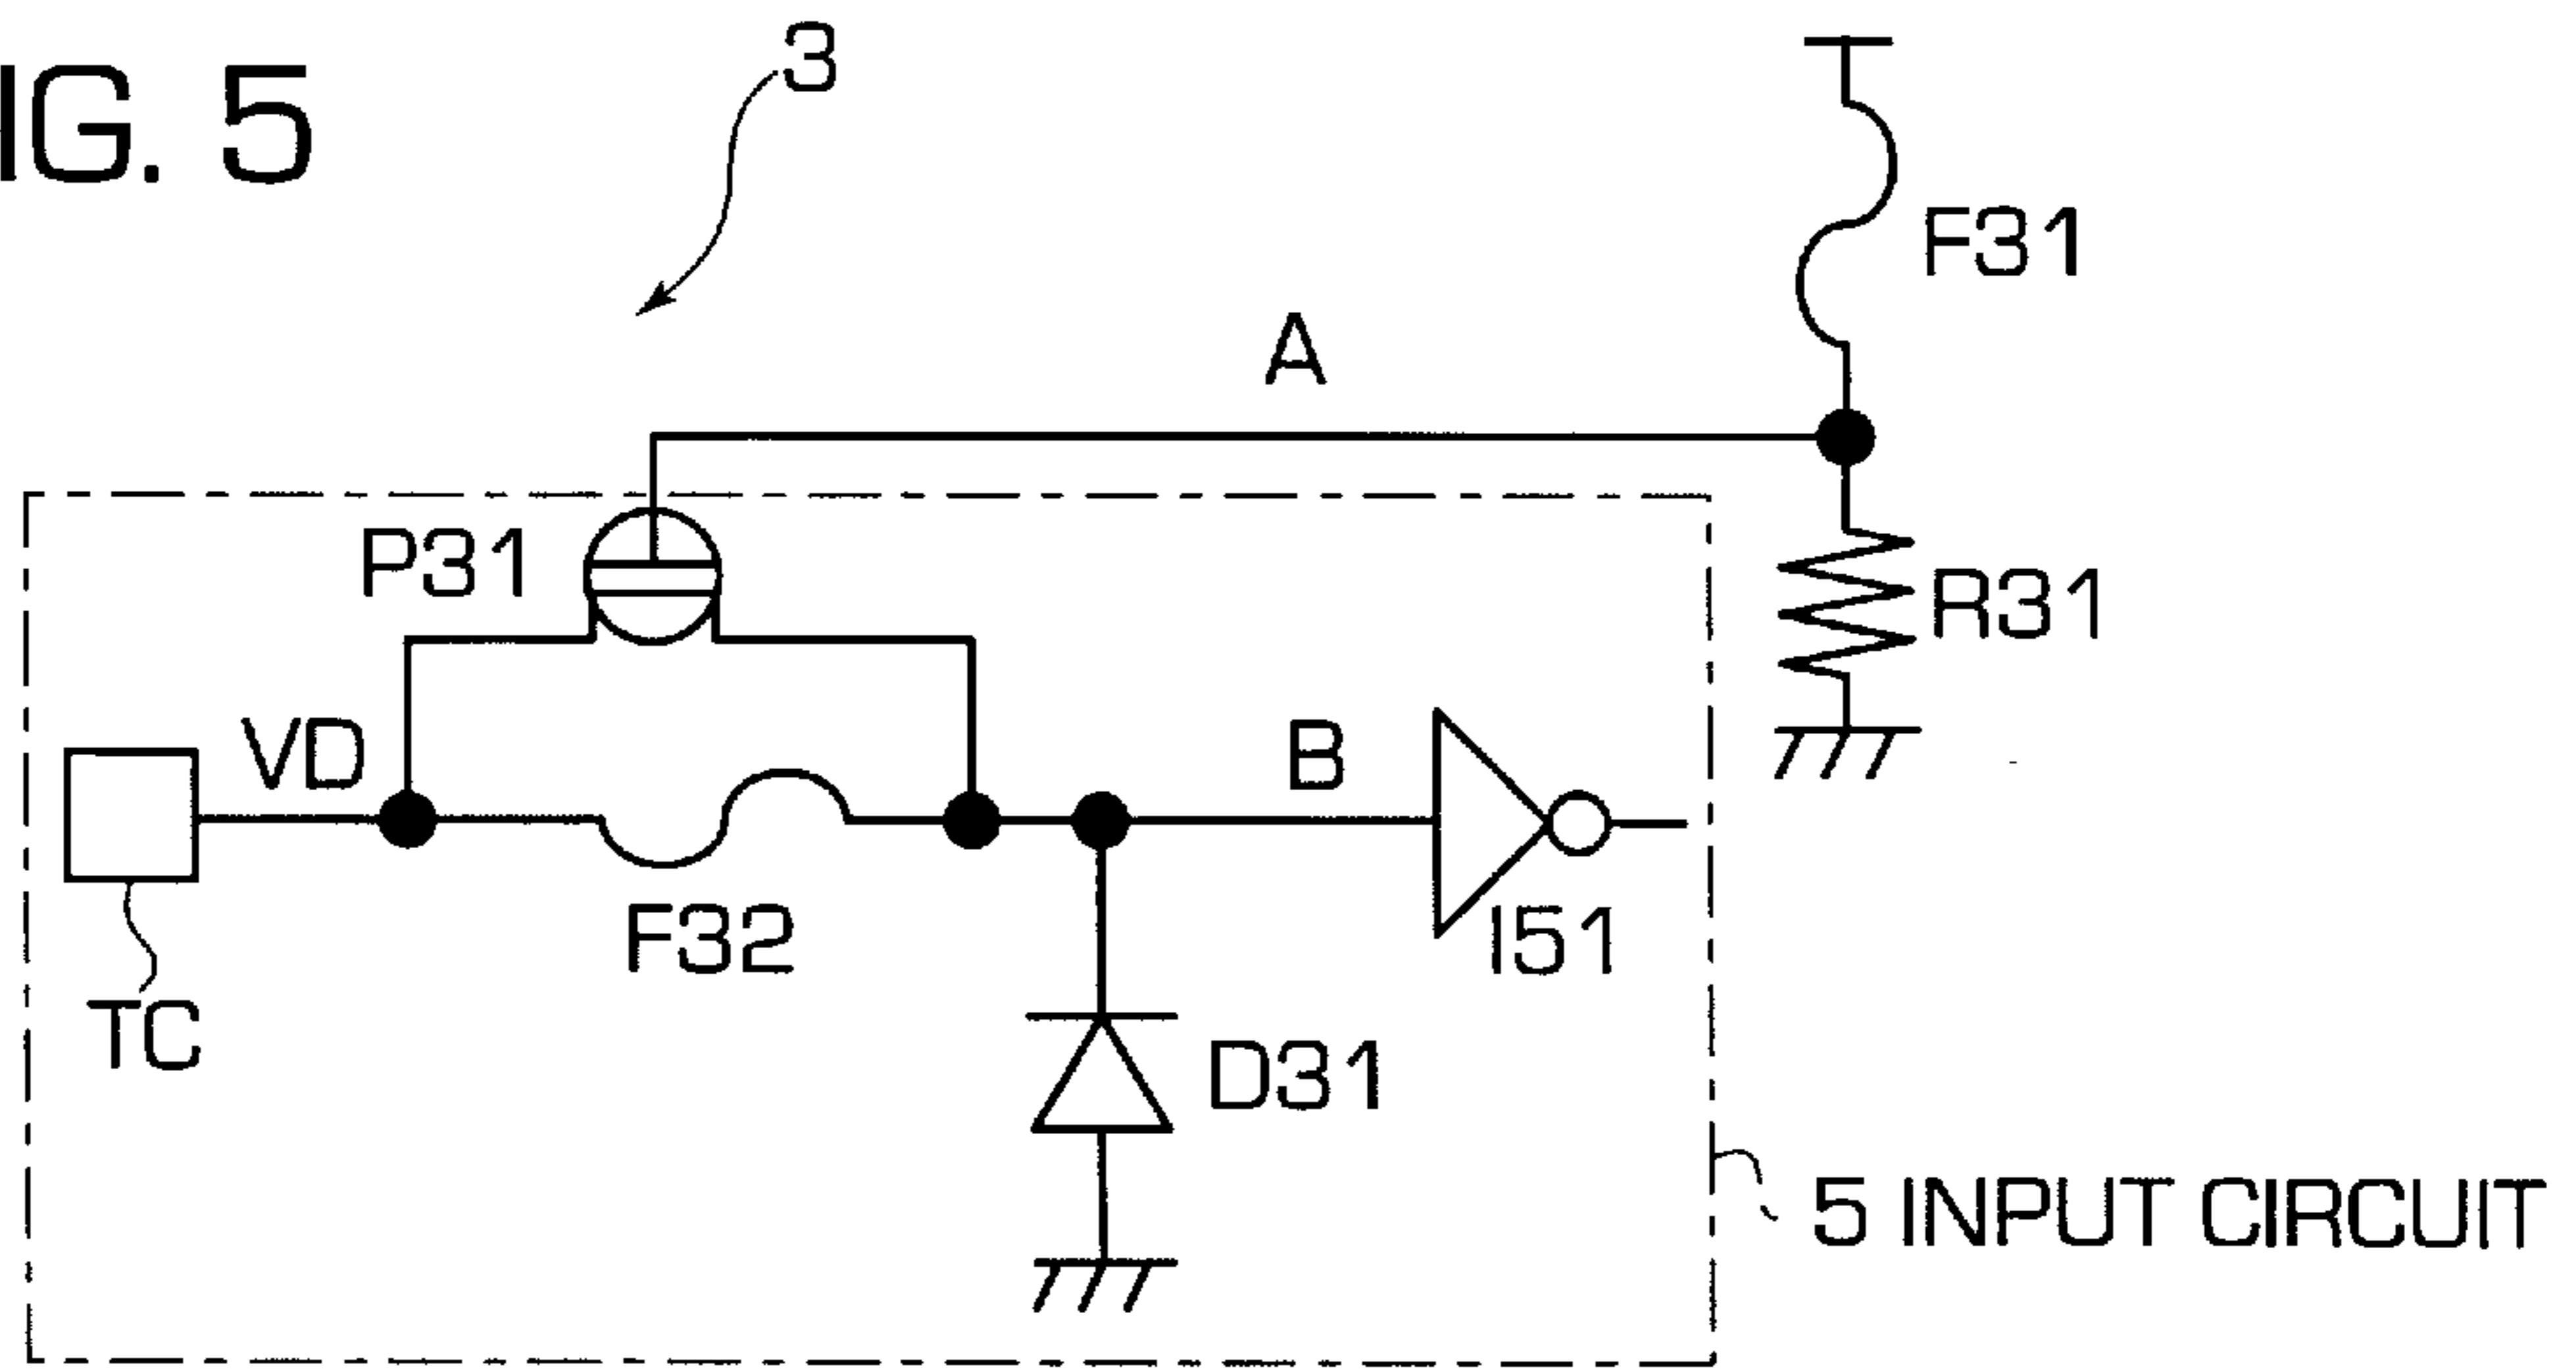 IG. 5
3
F31
A
P31
R31
VD
B
F32
I51
TC
D31
5 INPUT CIRCUIT